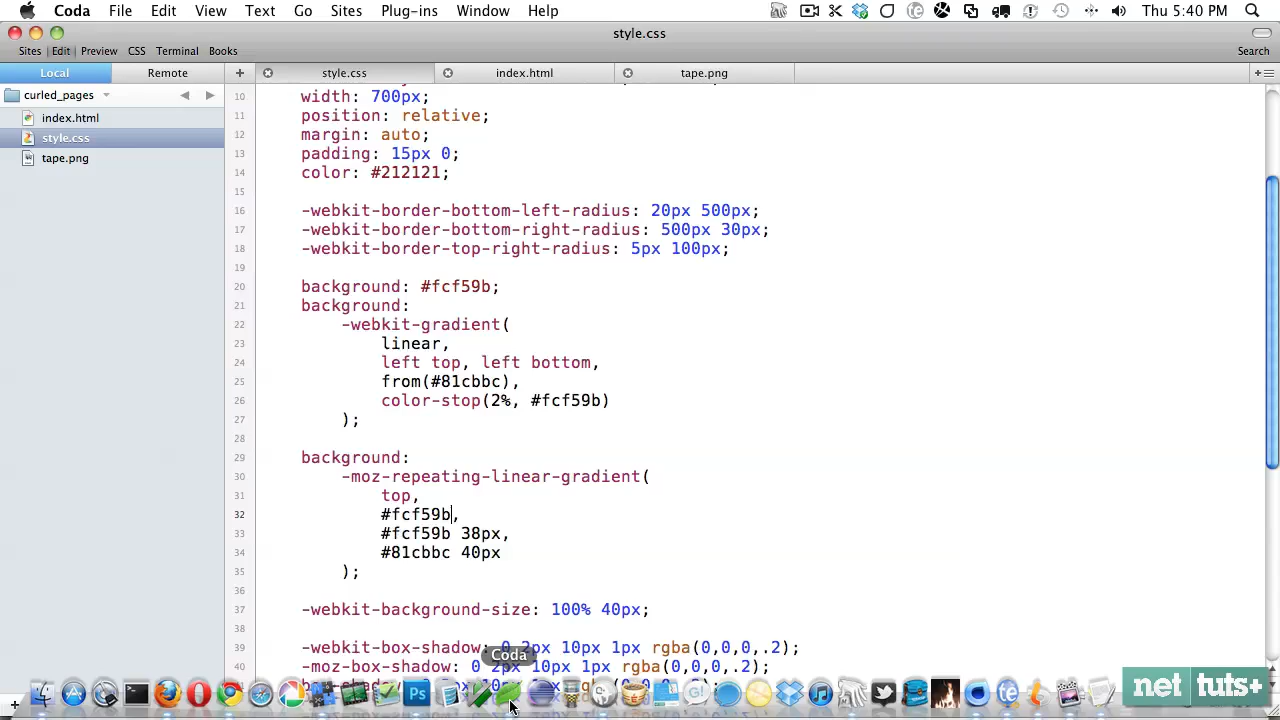 Coda File Edit View Text Go Sites Plug-ins Window Help Thu 5:40 PM
style.css
Sites Edit Preview CSS Terminal Books Search
Local Remote style.css index.html tape.png
curled_pages
index.html
style.css
tape.png
10 width: 700px;
11 position: relative;
12 margin: auto;
13 padding: 15px 0;
14 color: #212121;
15
16 -webkit-border-bottom-left-radius: 20px 500px;
17 -webkit-border-bottom-right-radius: 500px 30px;
18 -webkit-border-top-right-radius: 5px 100px;
19
20 background: #fcf59b;
21 background:
22 -webkit-gradient(
23 linear,
24 left top, left bottom,
25 from(#81cbbc),
26 color-stop(2%, #fcf59b)
27 );
28
29 background:
30 -moz-repeating-linear-gradient(
31 top,
32 #fcf59b,
33 #fcf59b 38px,
34 #81cbbc 40px
35 );
36
37 -webkit-background-size: 100% 40px;
38
39 -webkit-box-shadow: 0 2px 10px 1px rgba(0,0,0,.2);
40 -moz-box-shadow: 0 2px 10px 1px rgba(0,0,0,.2);
Coda
net tuts+